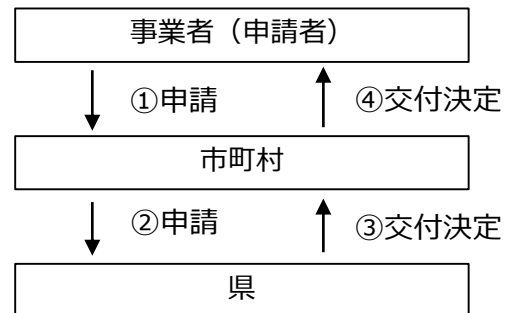 事業者（申請者）
①申請
④交付決定
市町村
②申請
③交付決定
県